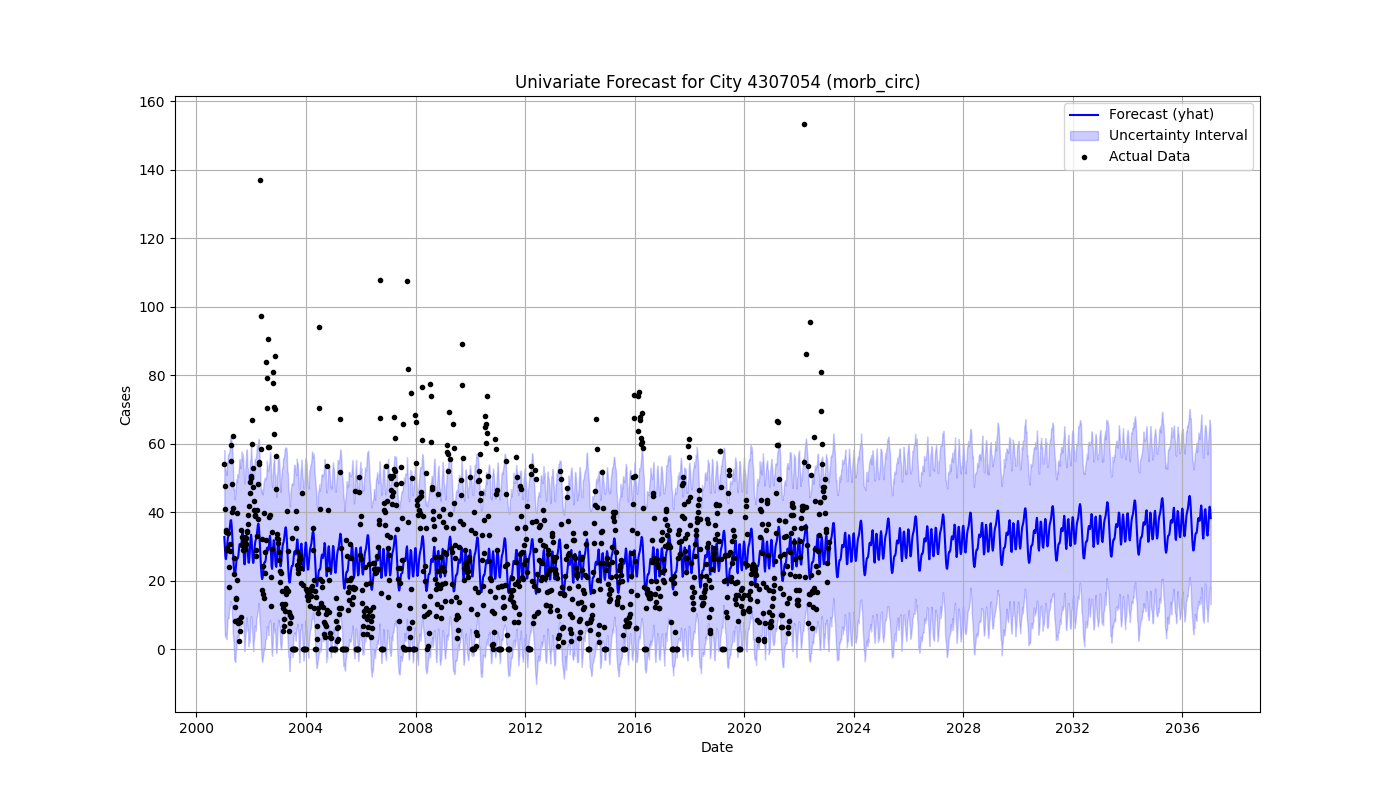 Univariate Forecast for City 4307054 (morb_circ)
160
140
120
100
80
60
40
20
0
Cases
Forecast (yhat)
Uncertainty Interval
Actual Data
2000 2004 2008 2012 2016 2020 2024 2028 2032 2036
Date